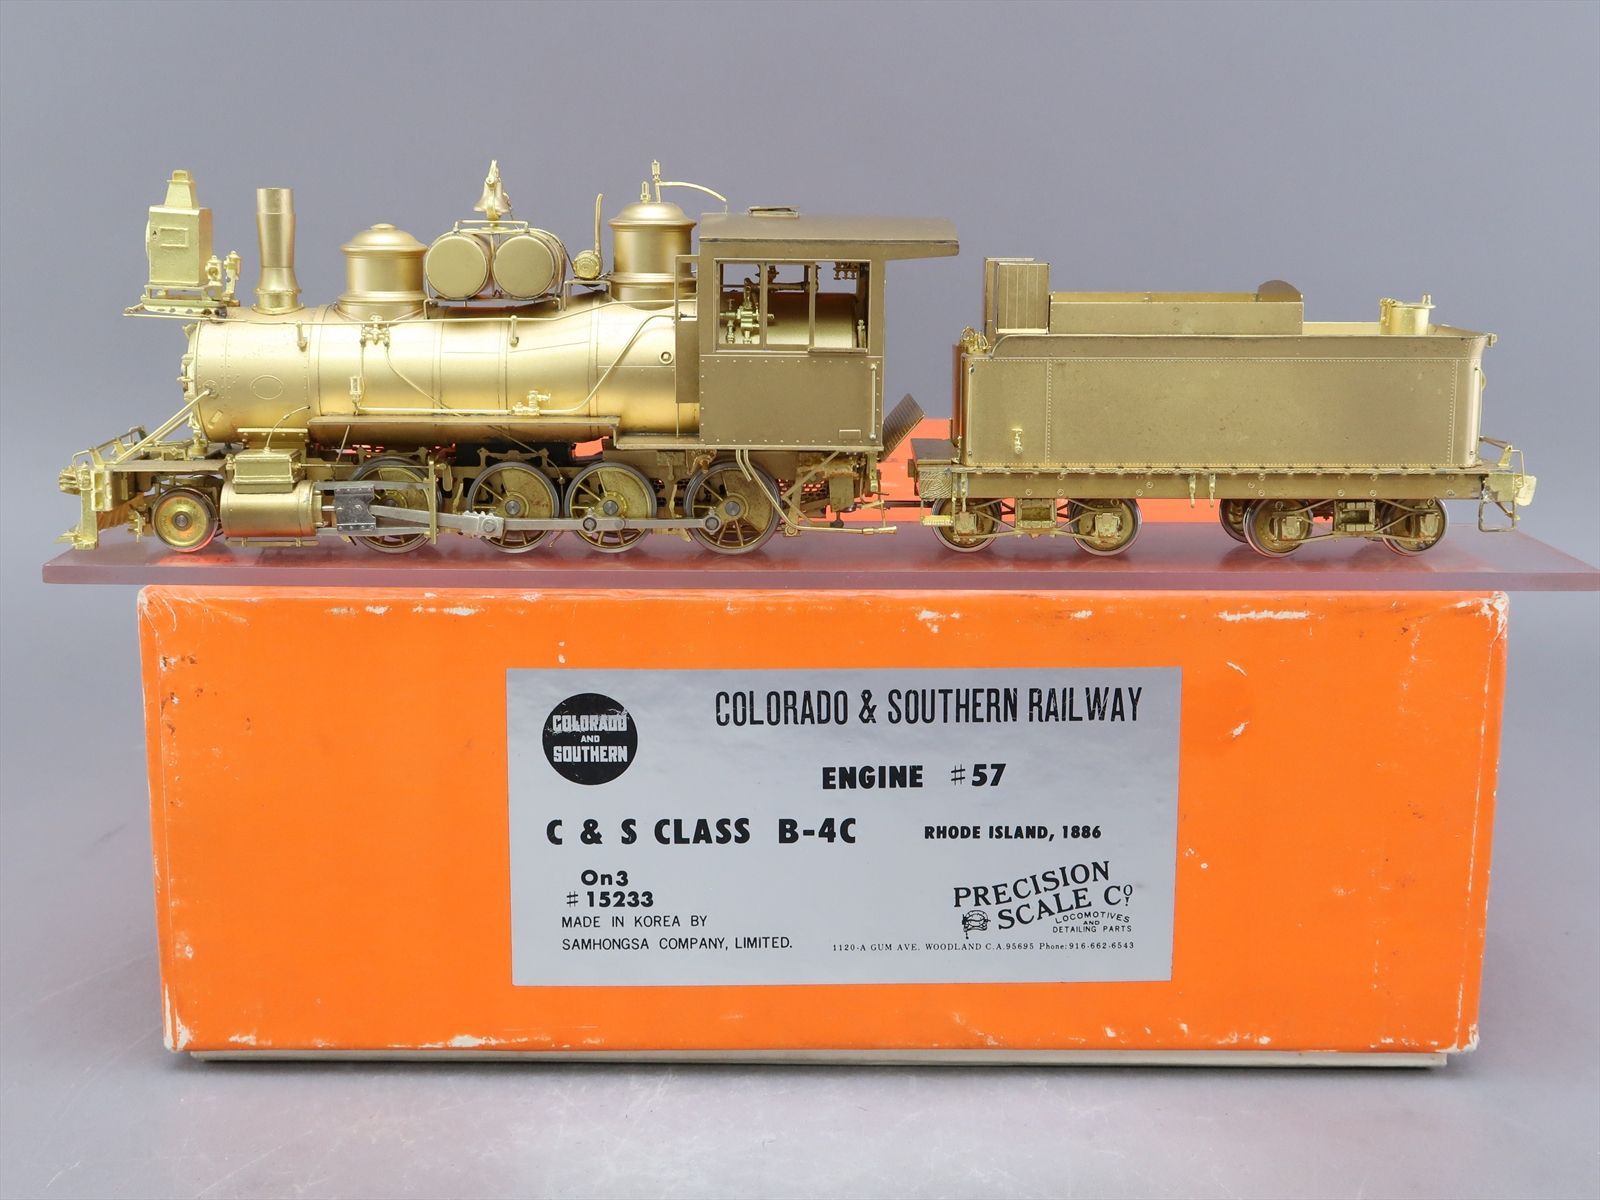 COLORADO
AND
SOUTHERN
COLORADO & SOUTHERN RAILWAY
ENGINE #57
C & S CLASS B-4C
RHODE ISLAND, 1886
On3
# 15233
MADE IN KOREA BY
SAMHONGSA COMPANY, LIMITED.
PRECISION
SCALE CO.
LOCOMOTIVES
AND
DETAILING PARTS
1120-A GUM AVE. WOODLAND C.A.95695 Phone:916-662-6543